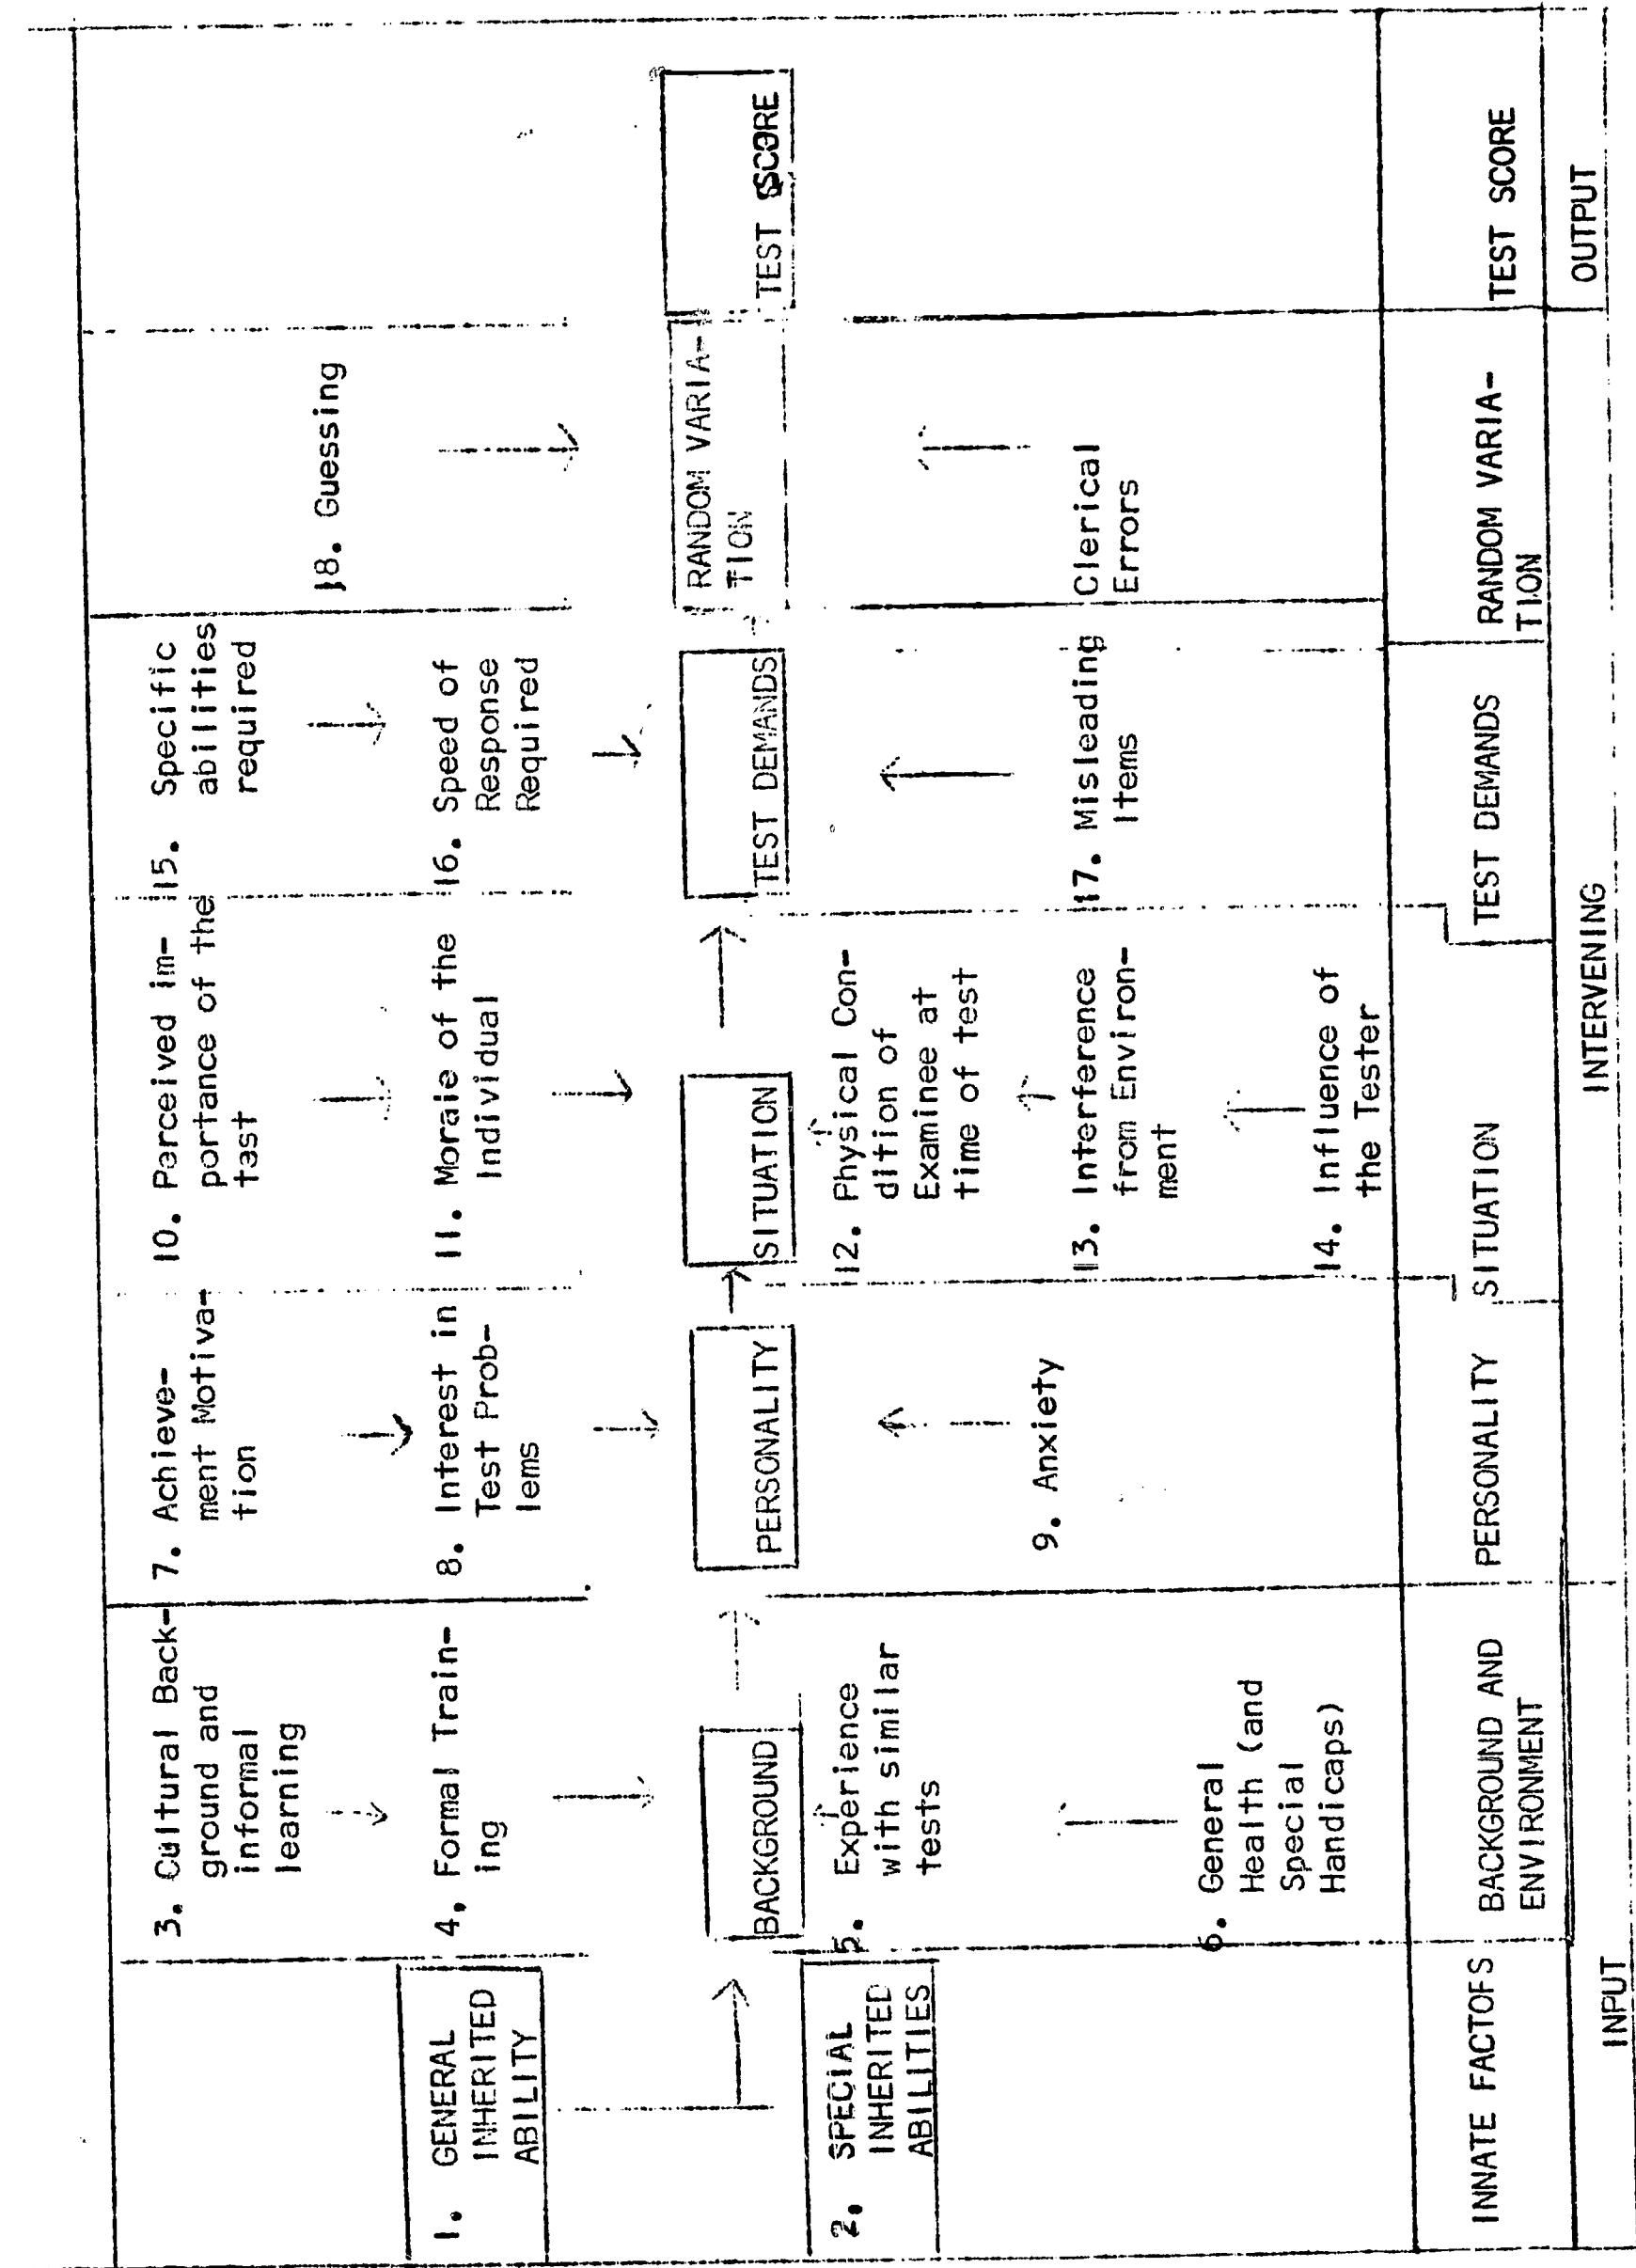 1. GENERAL
INHERITED
ABILITY
2. SPECIAL
INHERITED
ABILITIES
3. Cultural Back-
ground and
informal
learning
4, Formal Train-
ing
BACKGROUND
5. Experience
with similar
tests
6. General
Health (and
Special
Handicaps)
7. Achieve-
ment Motiva-
tion
8. Interest in
Test Prob-
lems
PERSONALITY
9. Anxiety
10. Perceived im-
portance of the
test
11. Morale of the
Individual
SITUATION
12. Physical Con-
dition of
Examinee at
time of test
13. Interference
from Environ-
ment
14. Influence of
the Tester
15. Specific
abilities
required
16. Speed of
Response
Required
TEST DEMANDS
17. Misleading
Items
18. Guessing
RANDOM VARIA-
TION
Clerical
Errors
TEST SCORE
INNATE FACTOFS
BACKGROUND AND
ENVIRONMENT
PERSONALITY
SITUATION
TEST DEMANDS
RANDOM VARIA-
TION
TEST SCORE
INPUT
INTERVENING
OUTPUT